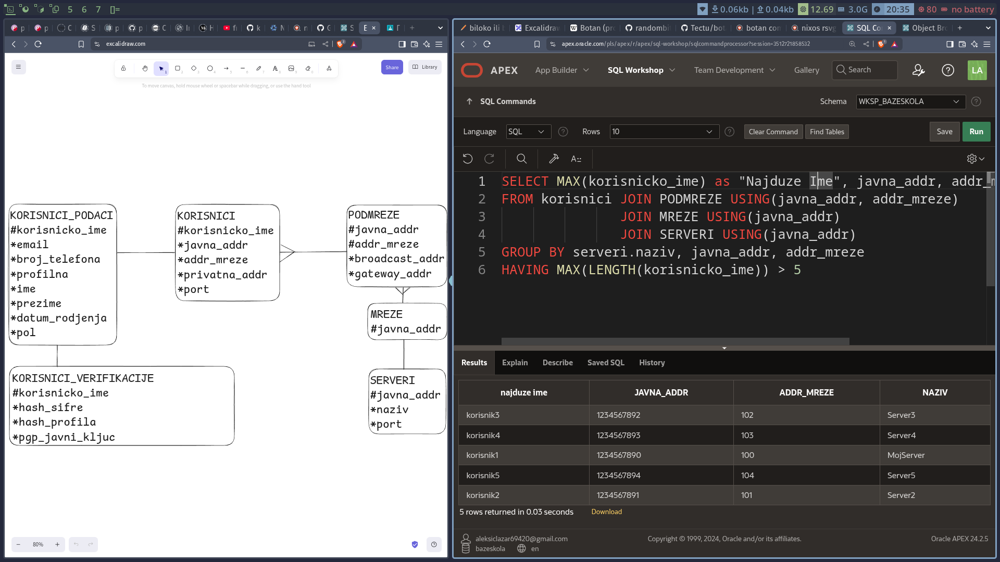 5 6 7 []=
0.06kb | 0.04kb 12.69 3.0G 20:35 80 no battery
p p C S p p C I M f k N n G S E
excalidraw.com
Share Library
To move canvas, hold mouse wheel or spacebar while dragging, or use the hand tool
KORISNICI_PODACI
#korisnicko_ime
*email
*broj_telefona
*profilna
*ime
*prezime
*datum_rodjenja
*pol
KORISNICI
#korisnicko_ime
*javna_addr
*addr_mreze
*privatna_addr
*port
PODMREZE
#javna_addr
#addr_mreze
*broadcast_addr
*gateway_addr
MREZE
#javna_addr
SERVERI
#javna_addr
*naziv
*port
KORISNICI_VERIFIKACIJE
#korisnicko_ime
*hash_sifre
*hash_profila
*pgp_javni_kljuc
80%
biloko ili Excalidraw Botan (pro randombi Tectu/bot botan con nixos rsvg SQL Co Object Bro
apex.oracle.com/pls/apex/r/apex/sql-workshop/sqlcommandprocessor?session=3512721858532
APEX App Builder SQL Workshop Team Development Gallery Search LA
SQL Commands Schema WKSP_BAZESKOLA
Language SQL Rows 10 Clear Command Find Tables Save Run
A::
1 SELECT MAX(korisnicko_ime) as "Najduze Ime", javna_addr, addr_m
2 FROM korisnici JOIN PODMREZE USING(javna_addr, addr_mreze)
3 JOIN MREZE USING(javna_addr)
4 JOIN SERVERI USING(javna_addr)
5 GROUP BY serveri.naziv, javna_addr, addr_mreze
6 HAVING MAX(LENGTH(korisnicko_ime)) > 5
Results Explain Describe Saved SQL History
najduze ime JAVNA_ADDR ADDR_MREZE NAZIV
korisnik3 1234567892 102 Server3
korisnik4 1234567893 103 Server4
korisnik1 1234567890 100 MojServer
korisnik5 1234567894 104 Server5
korisnik2 1234567891 101 Server2
5 rows returned in 0.03 seconds Download
aleksiclazar69420@gmail.com Copyright © 1999, 2024, Oracle and/or its affiliates. Oracle APEX 24.2.5
bazeskola en